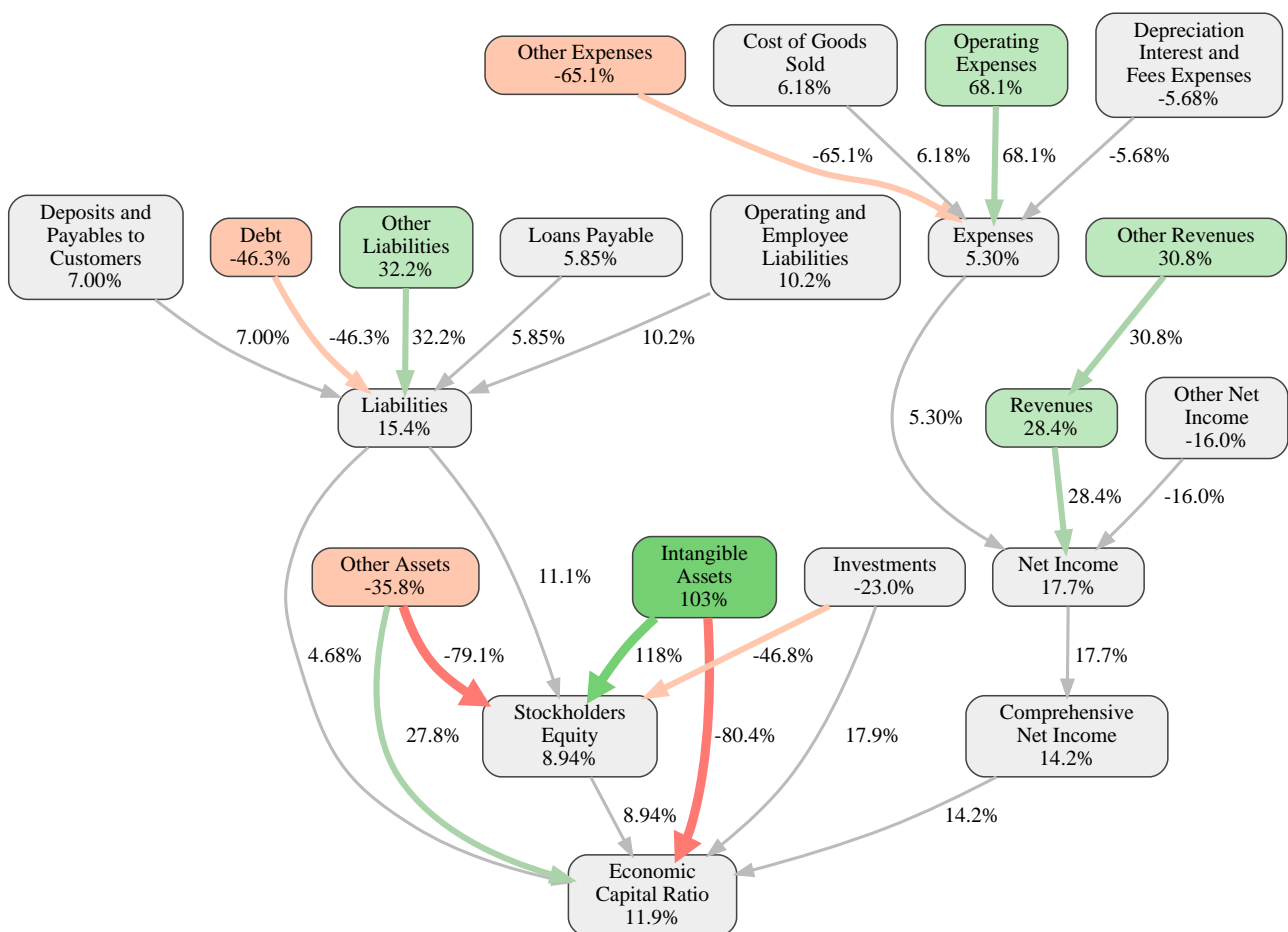 Other Expenses
-65.1%
Cost of Goods
Sold
6.18%
Operating
Expenses
68.1%
Depreciation
Interest and
Fees Expenses
-5.68%
-65.1%
6.18%
68.1%
-5.68%
Deposits and
Payables to
Customers
7.00%
Debt
-46.3%
Other
Liabilities
32.2%
Loans Payable
5.85%
Operating and
Employee
Liabilities
10.2%
Expenses
5.30%
Other Revenues
30.8%
7.00%
-46.3%
32.2%
5.85%
10.2%
30.8%
Liabilities
15.4%
5.30%
Revenues
28.4%
Other Net
Income
-16.0%
28.4%
-16.0%
Other Assets
-35.8%
11.1%
Intangible
Assets
103%
Investments
-23.0%
Net Income
17.7%
4.68%
-79.1%
118%
-46.8%
17.7%
27.8%
Stockholders
Equity
8.94%
-80.4%
17.9%
Comprehensive
Net Income
14.2%
8.94%
14.2%
Economic
Capital Ratio
11.9%